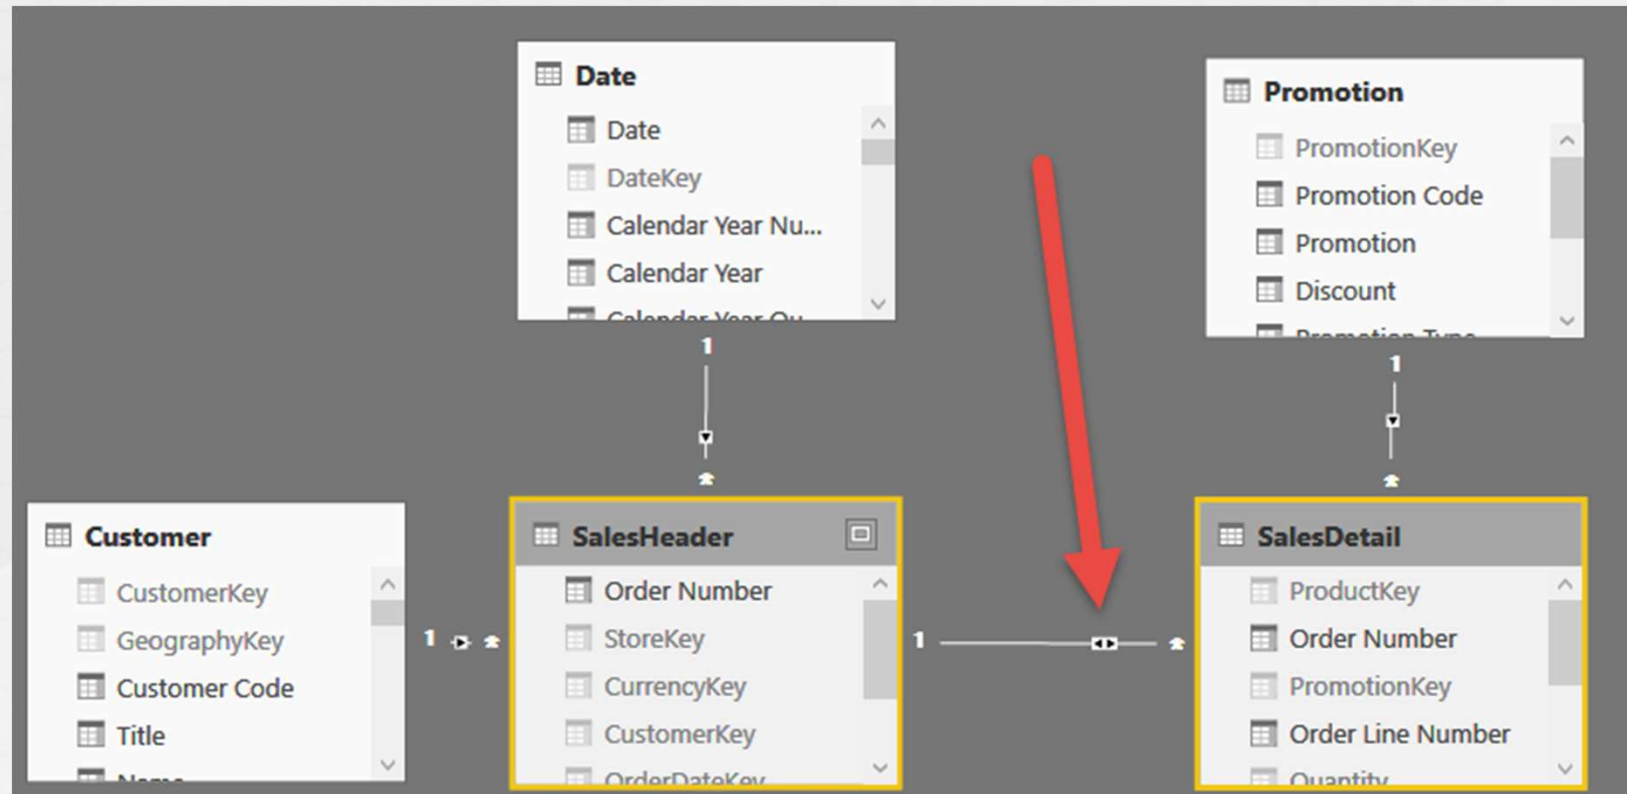 Date
Date
DateKey
Calendar Year Nu...
Calendar Year
Promotion
PromotionKey
Promotion Code
Promotion
Discount
1
*
1
*
Customer
CustomerKey
GeographyKey
Customer Code
Title
1
*
SalesHeader
Order Number
StoreKey
CurrencyKey
CustomerKey
OrderDateKey
1
*
SalesDetail
ProductKey
Order Number
PromotionKey
Order Line Number
Quantity